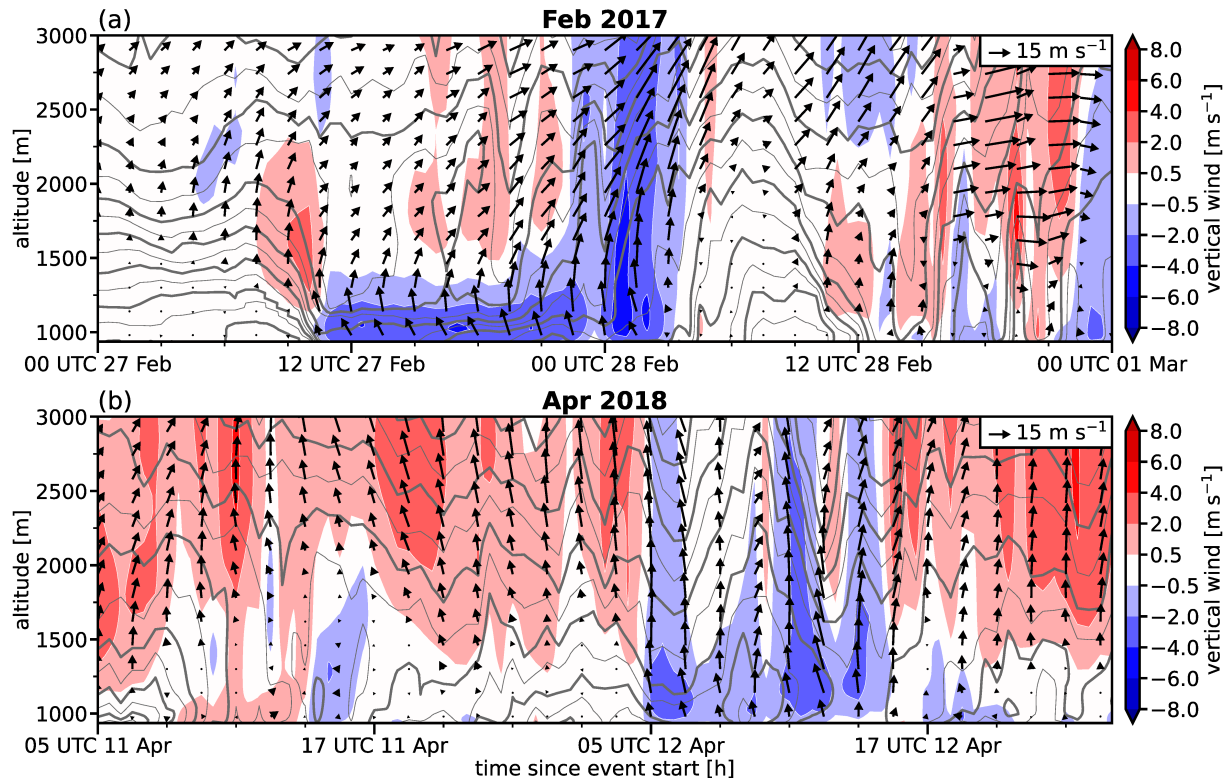 (a)
Feb 2017
3000
2500
2000
1500
1000
altitude [m]
15 m s⁻¹
00 UTC 27 Feb
12 UTC 27 Feb
00 UTC 28 Feb
12 UTC 28 Feb
00 UTC 01 Mar
8.0
6.0
4.0
2.0
0.5
−0.5
−2.0
−4.0
−6.0
−8.0
vertical wind [m s⁻¹]
(b)
Apr 2018
3000
2500
2000
1500
1000
altitude [m]
15 m s⁻¹
05 UTC 11 Apr
17 UTC 11 Apr
05 UTC 12 Apr
17 UTC 12 Apr
time since event start [h]
8.0
6.0
4.0
2.0
0.5
−0.5
−2.0
−4.0
−6.0
−8.0
vertical wind [m s⁻¹]